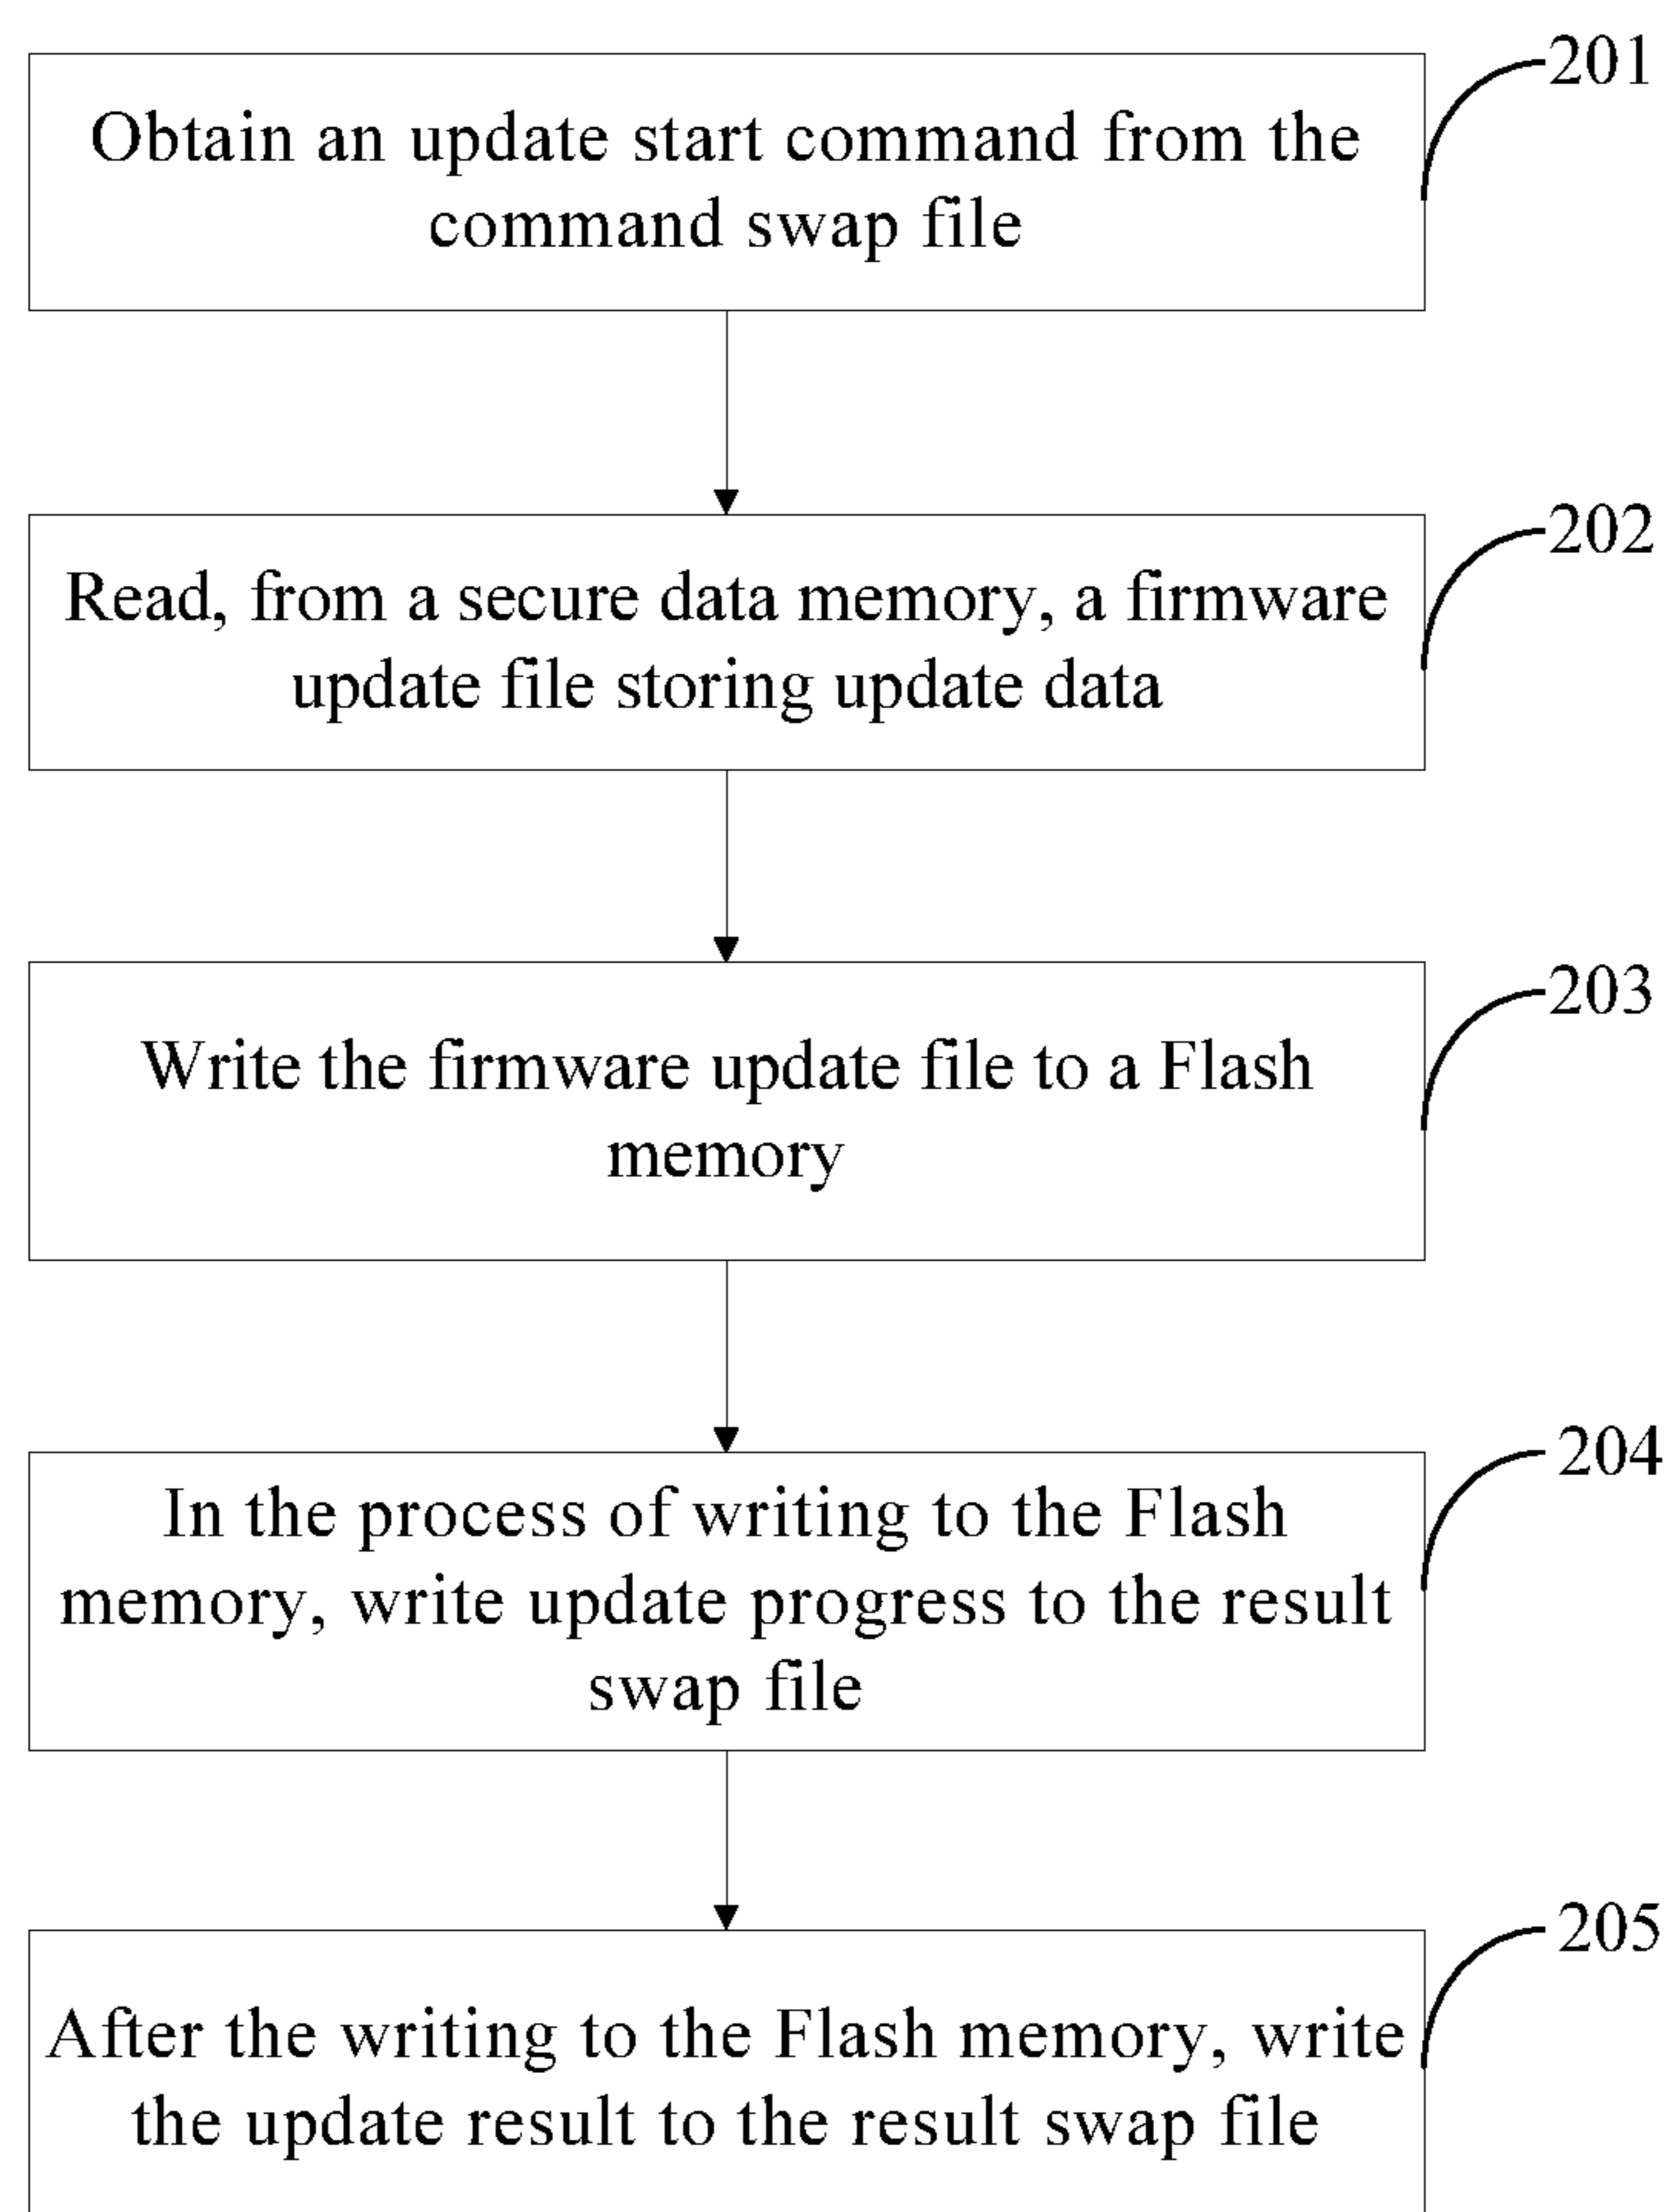 201
Obtain an update start command from the
command swap file
202
Read, from a secure data memory, a firmware
update file storing update data
203
Write the firmware update file to a Flash
memory
204
In the process of writing to the Flash
memory, write update progress to the result
swap file
205
After the writing to the Flash memory, write
the update result to the result swap file